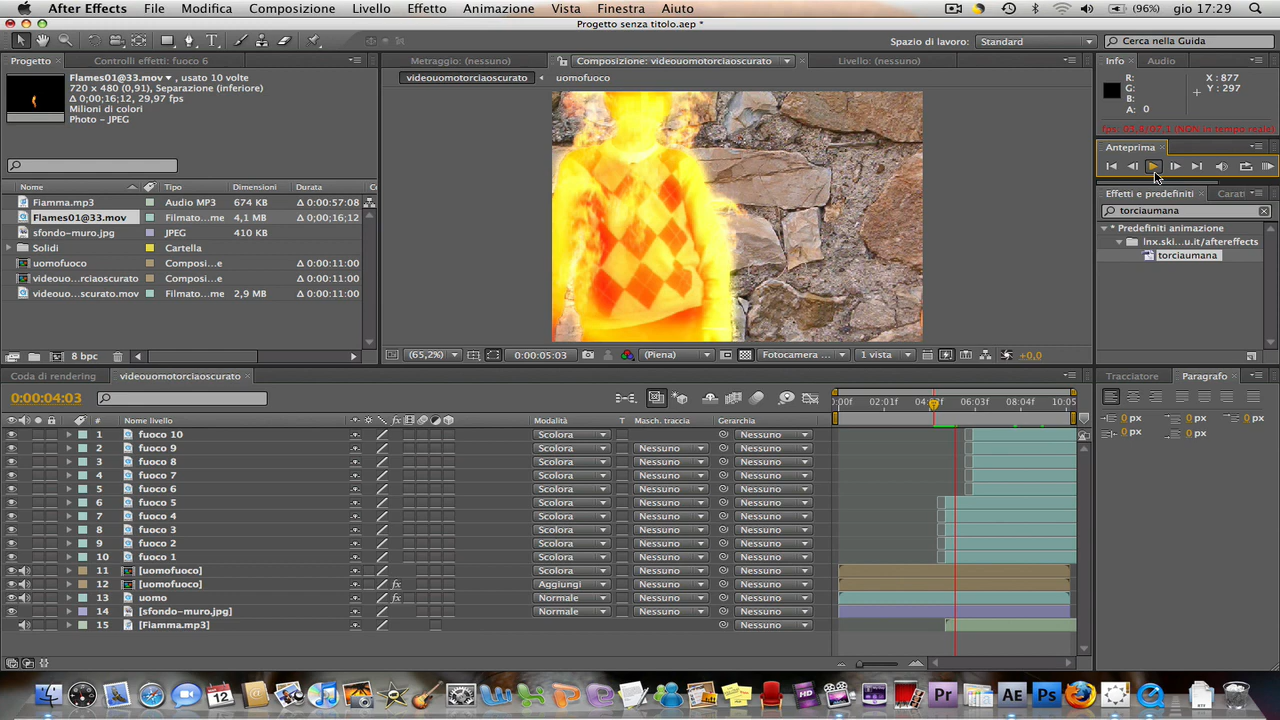 After Effects File Modifica Composizione Livello Effetto Animazione Vista Finestra Aiuto (96%) gio 17:29
Progetto senza titolo.aep *
Spazio di lavoro: Standard Cerca nella Guida
Progetto Controlli effetti: fuoco 6
Metraggio: (nessuno) Composizione: videouomotorciaoscurato Livello: (nessuno)
Info Audio
Flames01@33.mov , usato 10 volte
720 x 480 (0,91), Separazione (inferiore)
Δ 0;00;16;12, 29,97 fps
Milioni di colori
Photo - JPEG
videouomotorciaoscurato uomofuoco
R:
G:
B:
A: 0
X : 877
Y : 297
Anteprima
Nome Tipo Dimensioni Durata
Fiamma.mp3 Audio MP3 674 KB Δ 0:00:57:08
Flames01@33.mov Filmato...me 4,1 MB Δ 0;00;16;12
sfondo-muro.jpg JPEG 410 KB
Solidi Cartella
uomofuoco Composi...e Δ 0:00:11:00
videouo...rciaoscurato Composi...e Δ 0:00:11:00
videouo...scurato.mov Filmato...me 2,9 MB Δ 0:00:11:00
Effetti e predefiniti Caratt
torciaumana
* Predefiniti animazione
lnx.ski...u.it/aftereffects
torciaumana
8 bpc
(65,2%) 0:00:05:03 (Piena) Fotocamera ... 1 vista +0,0
Coda di rendering videouomotorciaoscurato
Tracciatore Paragrafo
0:00:04:03
0 px 0 px 0 px
0 px 0 px
:00f 02:01f 06:03f 08:04f 10:05
N° Nome livello Modalità T Masch. traccia Gerarchia
1 fuoco 10 Scolora Nessuno
2 fuoco 9 Scolora Nessuno Nessuno
3 fuoco 8 Scolora Nessuno Nessuno
4 fuoco 7 Scolora Nessuno Nessuno
5 fuoco 6 Scolora Nessuno Nessuno
6 fuoco 5 Scolora Nessuno Nessuno
7 fuoco 4 Scolora Nessuno Nessuno
8 fuoco 3 Scolora Nessuno Nessuno
9 fuoco 2 Scolora Nessuno Nessuno
10 fuoco 1 Scolora Nessuno Nessuno
11 [uomofuoco] Scolora Nessuno Nessuno
12 [uomofuoco] Aggiungi Nessuno Nessuno
13 uomo Normale Nessuno Nessuno
14 [sfondo-muro.jpg] Normale Nessuno Nessuno
15 [Fiamma.mp3] Nessuno